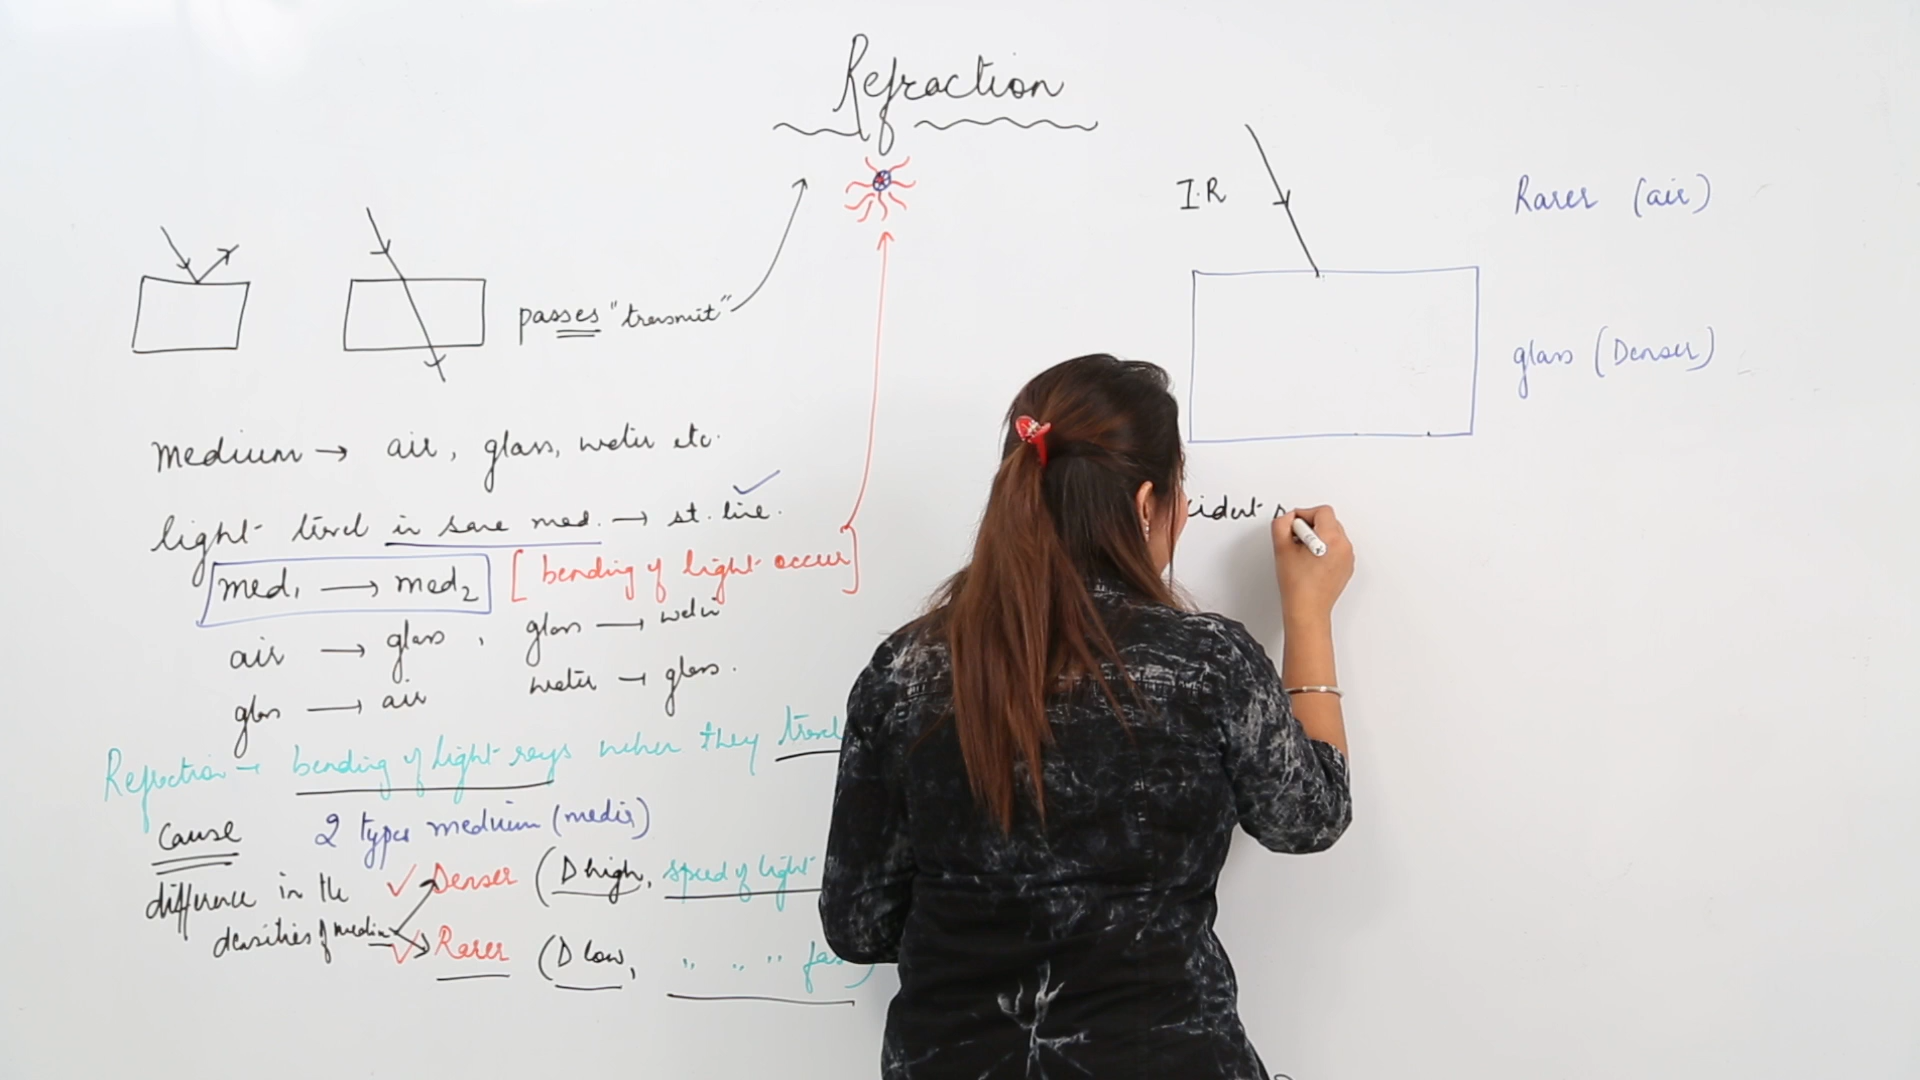 Refraction
passes "transmit"
medium → air, glass, water etc.
light travel in same med. → st. line.
med₁ → med₂ [bending of light occur]
air → glass, glass → water
glass → air water → glass.
Refraction → bending of light rays when they travel
Cause 2 types medium (media)
difference in the
densities of media
Denser (D high, speed of light
Rarer (D low, " " " fast)
I.R
Rarer (air)
glass (Denser)
cident